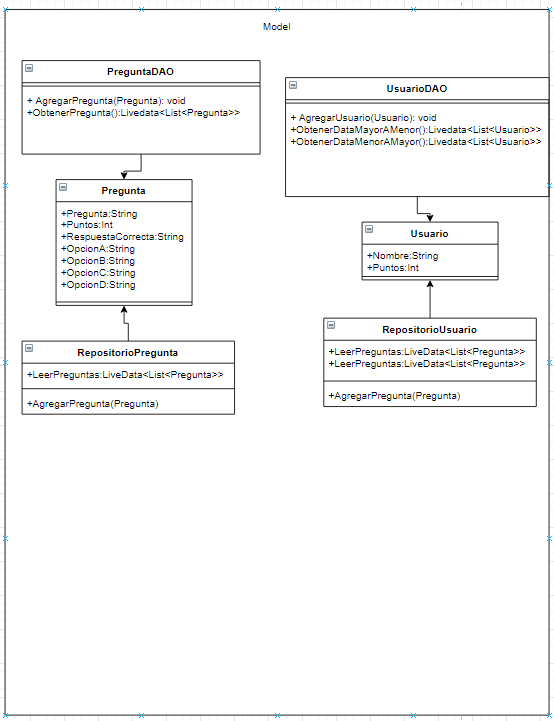 Model
PreguntaDAO
+ AgregarPregunta(Pregunta): void
+ObtenerPregunta():Livedata<List<Pregunta>>
UsuarioDAO
+ AgregarUsuario(Usuario): void
+ObtenerDataMayorAMenor():Livedata<List<Usuario>>
+ObtenerDataMenorAMayor():Livedata<List<Usuario>>
Pregunta
+Pregunta:String
+Puntos:Int
+RespuestaCorrecta:String
+OpcionA:String
+OpcionB:String
+OpcionC:String
+OpcionD:String
Usuario
+Nombre:String
+Puntos:Int
RepositorioPregunta
+LeerPreguntas:LiveData<List<Pregunta>>
+AgregarPregunta(Pregunta)
RepositorioUsuario
+LeerPreguntas:LiveData<List<Pregunta>>
+LeerPreguntas:LiveData<List<Pregunta>>
+AgregarPregunta(Pregunta)